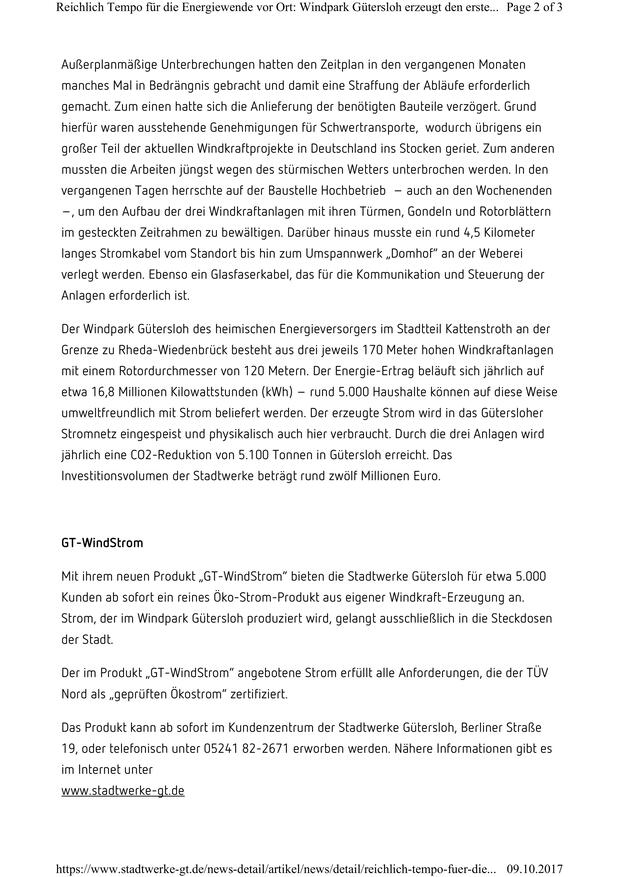 Reichlich Tempo für die Energiewende vor Ort: Windpark Gütersloh erzeugt den erste... Page 2 of 3
Außerplanmäßige Unterbrechungen hatten den Zeitplan in den vergangenen Monaten
manches Mal in Bedrängnis gebracht und damit eine Straffung der Abläufe erforderlich
gemacht. Zum einen hatte sich die Anlieferung der benötigten Bauteile verzögert. Grund
hierfür waren ausstehende Genehmigungen für Schwertransporte, wodurch übrigens ein
großer Teil der aktuellen Windkraftprojekte in Deutschland ins Stocken geriet. Zum anderen
mussten die Arbeiten jüngst wegen des stürmischen Wetters unterbrochen werden. In den
vergangenen Tagen herrschte auf der Baustelle Hochbetrieb – auch an den Wochenenden
–, um den Aufbau der drei Windkraftanlagen mit ihren Türmen, Gondeln und Rotorblättern
im gesteckten Zeitrahmen zu bewältigen. Darüber hinaus musste ein rund 4,5 Kilometer
langes Stromkabel vom Standort bis hin zum Umspannwerk „Domhof“ an der Weberei
verlegt werden. Ebenso ein Glasfaserkabel, das für die Kommunikation und Steuerung der
Anlagen erforderlich ist.
Der Windpark Gütersloh des heimischen Energieversorgers im Stadtteil Kattenstroth an der
Grenze zu Rheda-Wiedenbrück besteht aus drei jeweils 170 Meter hohen Windkraftanlagen
mit einem Rotordurchmesser von 120 Metern. Der Energie-Ertrag beläuft sich jährlich auf
etwa 16,8 Millionen Kilowattstunden (kWh) – rund 5.000 Haushalte können auf diese Weise
umweltfreundlich mit Strom beliefert werden. Der erzeugte Strom wird in das Gütersloher
Stromnetz eingespeist und physikalisch auch hier verbraucht. Durch die drei Anlagen wird
jährlich eine CO2-Reduktion von 5.100 Tonnen in Gütersloh erreicht. Das
Investitionsvolumen der Stadtwerke beträgt rund zwölf Millionen Euro.
GT-WindStrom
Mit ihrem neuen Produkt „GT-WindStrom“ bieten die Stadtwerke Gütersloh für etwa 5.000
Kunden ab sofort ein reines Öko-Strom-Produkt aus eigener Windkraft-Erzeugung an.
Strom, der im Windpark Gütersloh produziert wird, gelangt ausschließlich in die Steckdosen
der Stadt.
Der im Produkt „GT-WindStrom“ angebotene Strom erfüllt alle Anforderungen, die der TÜV
Nord als „geprüften Ökostrom“ zertifiziert.
Das Produkt kann ab sofort im Kundenzentrum der Stadtwerke Gütersloh, Berliner Straße
19, oder telefonisch unter 05241 82-2671 erworben werden. Nähere Informationen gibt es
im Internet unter
www.stadtwerke-gt.de
https://www.stadtwerke-gt.de/news-detail/artikel/news/detail/reichlich-tempo-fuer-die... 09.10.2017